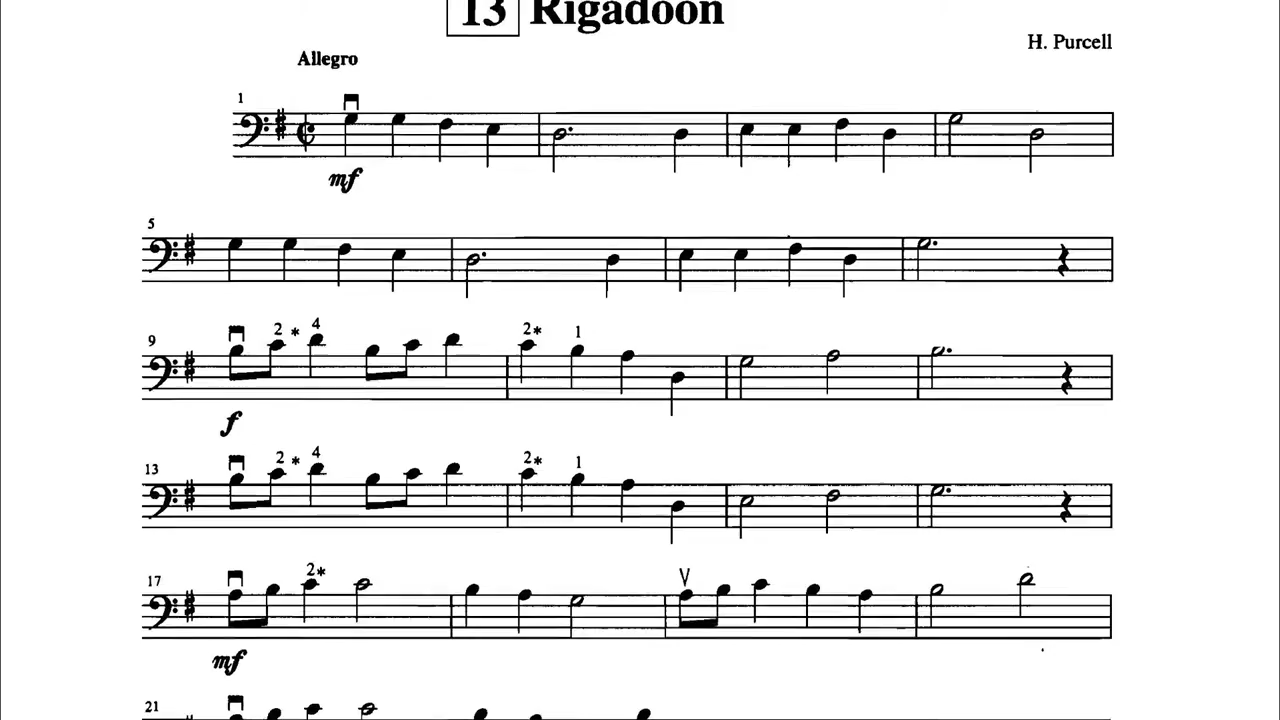 13 Rigadoon
H. Purcell
Allegro
1
mf
5
9 2 * 4 2* 1
f
13 2 * 4 2* 1
17 2*
mf
21